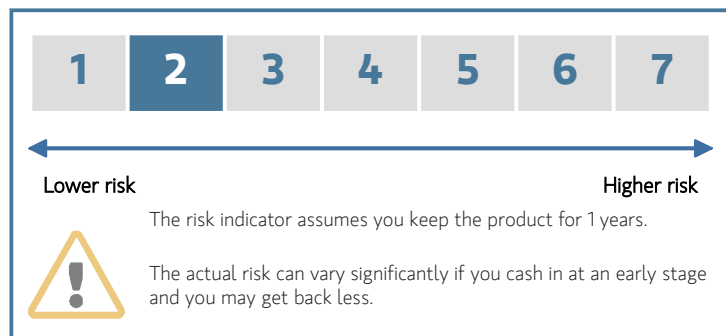 1 2 3 4 5 6 7
Lower risk Higher risk
The risk indicator assumes you keep the product for 1 years.
The actual risk can vary significantly if you cash in at an early stage
and you may get back less.